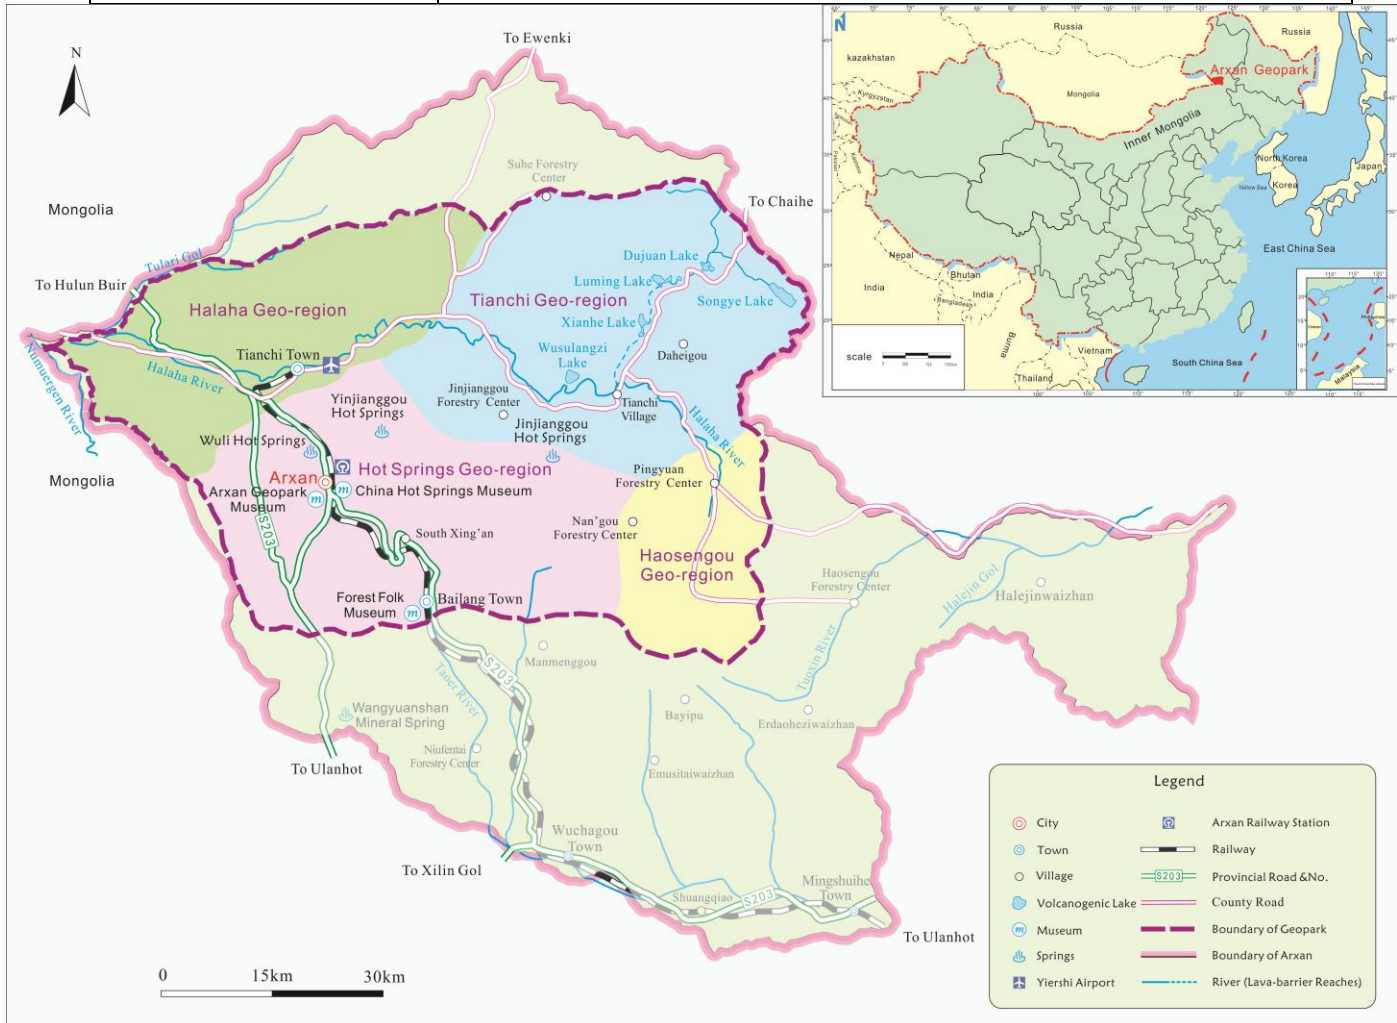 N
To Ewenki
Suhe Forestry
Center
Mongolia
To Chaihe
Tulari Gol
To Hulun Buir
Halaha Geo-region
Tianchi Geo-region
Dujuan Lake
Luming Lake
Songye Lake
Xianhe Lake
Wusulangzi
Lake
Daheigou
Tianchi Town
Numuergen River
Halaha River
Jinjianggou
Forestry Center
Tianchi
Village
Yinjianggou
Hot Springs
Jinjianggou
Hot Springs
Halaha River
Wuli Hot Springs
Mongolia
Arxan
Hot Springs Geo-region
Arxan Geopark
Museum
China Hot Springs Museum
Pingyuan
Forestry Center
S203
South Xing'an
Nan'gou
Forestry Center
Haosengou
Geo-region
Haosengou
Forestry Center
Halejin Gol
Halejinwaizhan
Forest Folk
Museum
Bailang Town
Manmenggou
S203
Taoer River
Tuoxin River
Wangyuanshan
Mineral Spring
Bayipu
Erdaoheziwaizhan
Niufentai
Forestry Center
Emusitaiwaizhan
To Ulanhot
Wuchagou
Town
To Xilin Gol
Shuangqiao
S203
Mingshuihe
Town
To Ulanhot
0 15km 30km
N
Russia
Russia
kazakhstan
Arxan Geopark
Mongolia
Kyrgyzstan
Inner Mongolia
North Korea
Korea
Japan
Yellow Sea
East China Sea
Nepal
Bhutan
India
India
Bangladesh
Burma
Vietnam
Thailand
South China Sea
Malaysia
scale
Legend
City
Town
Village
Volcanogenic Lake
Museum
Springs
Yiershi Airport
Arxan Railway Station
Railway
S203 Provincial Road &No.
County Road
Boundary of Geopark
Boundary of Arxan
River (Lava-barrier Reaches)